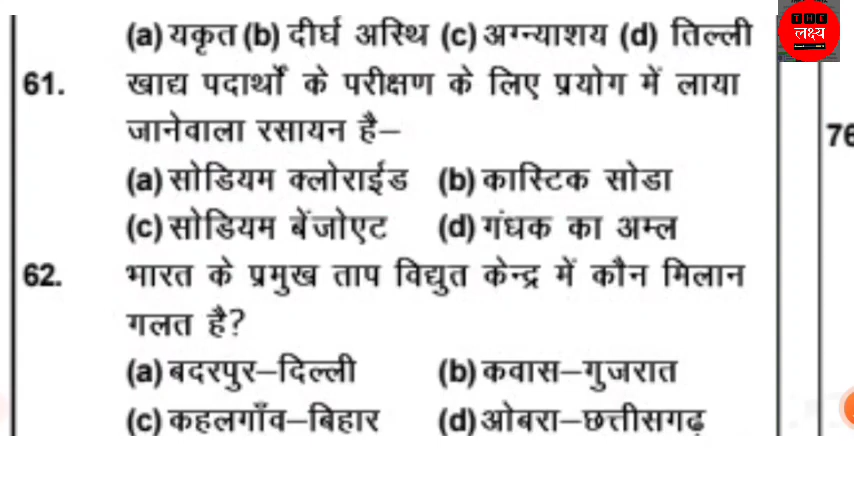 (a) यकृत (b) दीर्घ अस्थि (c) अग्न्याशय (d) तिल्ली
61. खाद्य पदार्थों के परीक्षण के लिए प्रयोग में लाया
जानेवाला रसायन है–
(a) सोडियम क्लोराईड (b) कास्टिक सोडा
(c) सोडियम बेंजोएट (d) गंधक का अम्ल
62. भारत के प्रमुख ताप विद्युत केन्द्र में कौन मिलान
गलत है?
(a) बदरपुर–दिल्ली (b) कवास–गुजरात
(c) कहलगाँव–बिहार (d) ओबरा–छत्तीसगढ़
THE
लक्ष्य
76